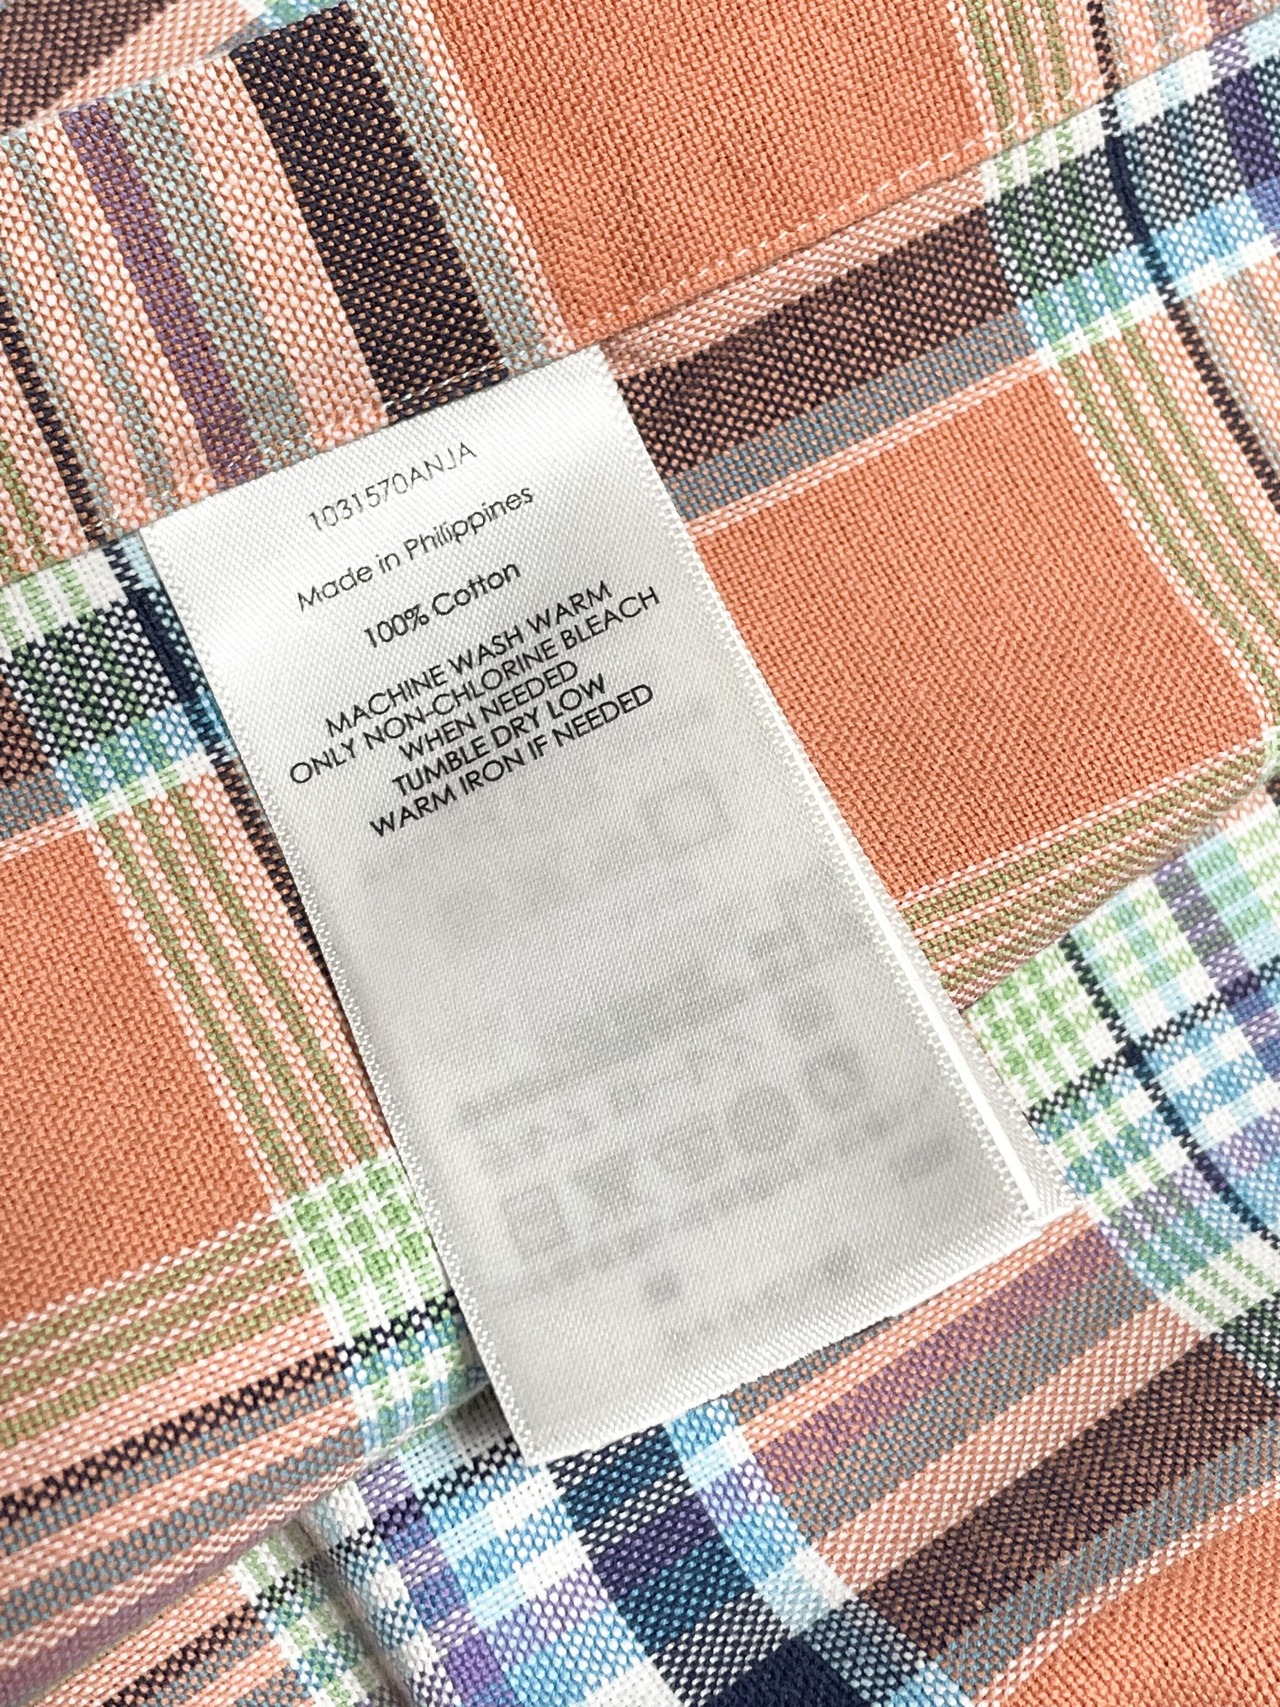 1031570ANJA
Made in Philippines
100% Cotton
MACHINE WASH WARM
ONLY NON-CHLORINE BLEACH
WHEN NEEDED
TUMBLE DRY LOW
WARM IRON IF NEEDED